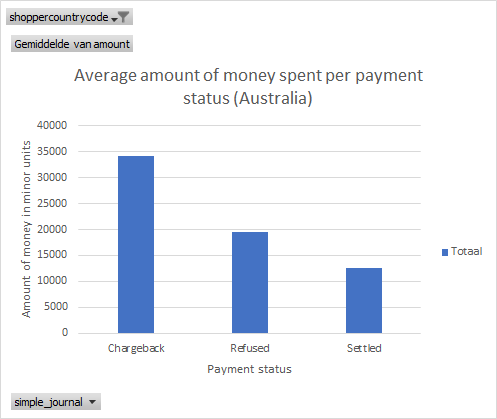 shoppercountrycode
Gemiddelde van amount
Average amount of money spent per payment
status (Australia)
40000
35000
30000
25000
20000
15000
10000
5000
0
Amount of money in minor units
Chargeback
Refused
Settled
Payment status
Totaal
simple_journal